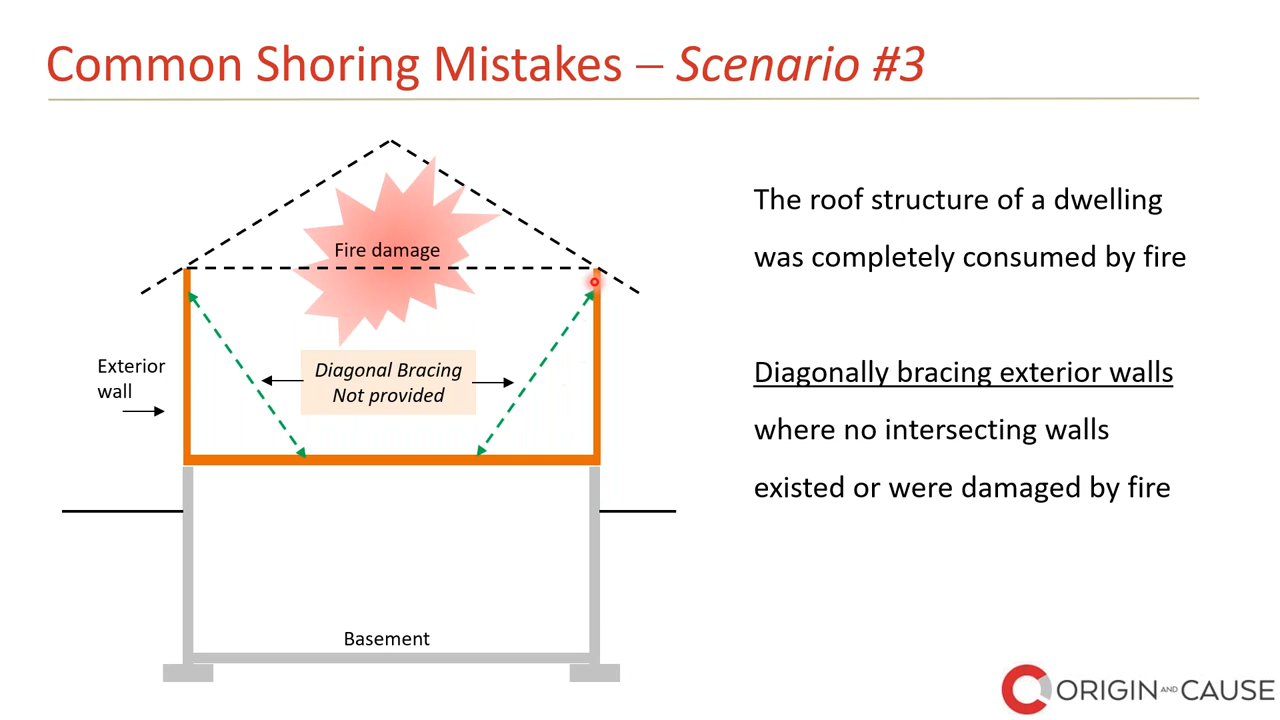 Common Shoring Mistakes – Scenario #3
Fire damage
Exterior
wall
Diagonal Bracing
Not provided
Basement
The roof structure of a dwelling
was completely consumed by fire
Diagonally bracing exterior walls
where no intersecting walls
existed or were damaged by fire
ORIGIN AND CAUSE